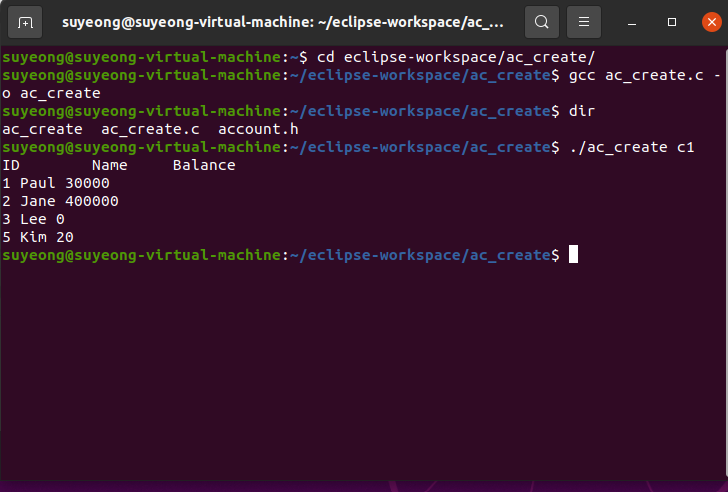 suyeong@suyeong-virtual-machine: ~/eclipse-workspace/ac_...
suyeong@suyeong-virtual-machine:~$ cd eclipse-workspace/ac_create/
suyeong@suyeong-virtual-machine:~/eclipse-workspace/ac_create$ gcc ac_create.c -
o ac_create
suyeong@suyeong-virtual-machine:~/eclipse-workspace/ac_create$ dir
ac_create  ac_create.c  account.h
suyeong@suyeong-virtual-machine:~/eclipse-workspace/ac_create$ ./ac_create c1
ID        Name     Balance
1 Paul 30000
2 Jane 400000
3 Lee 0
5 Kim 20
suyeong@suyeong-virtual-machine:~/eclipse-workspace/ac_create$